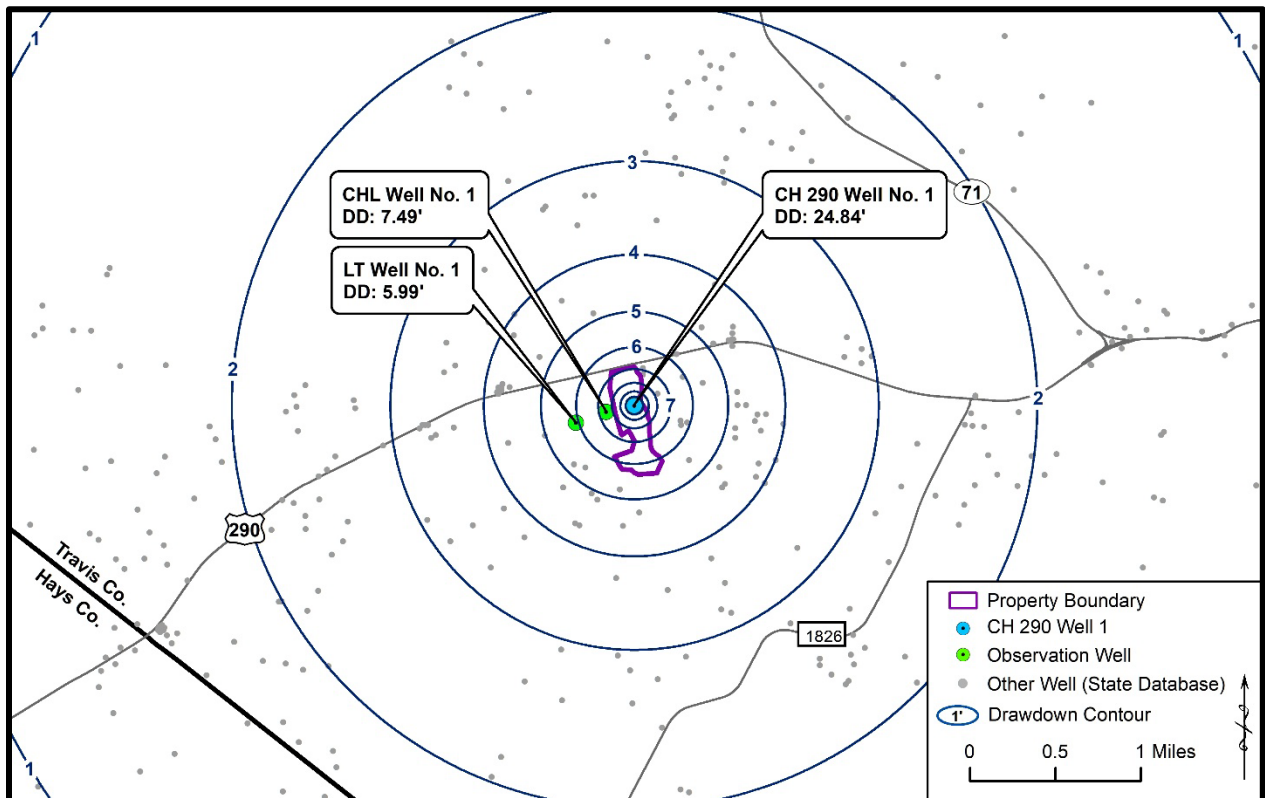 1
1
3
CHL Well No. 1
DD: 7.49'
CH 290 Well No. 1
DD: 24.84'
71
LT Well No. 1
DD: 5.99'
4
5
6
2
7
2
290
Travis Co.
Hays Co.
1826
1
Property Boundary
CH 290 Well 1
Observation Well
Other Well (State Database)
1' Drawdown Contour
0 0.5 1 Miles